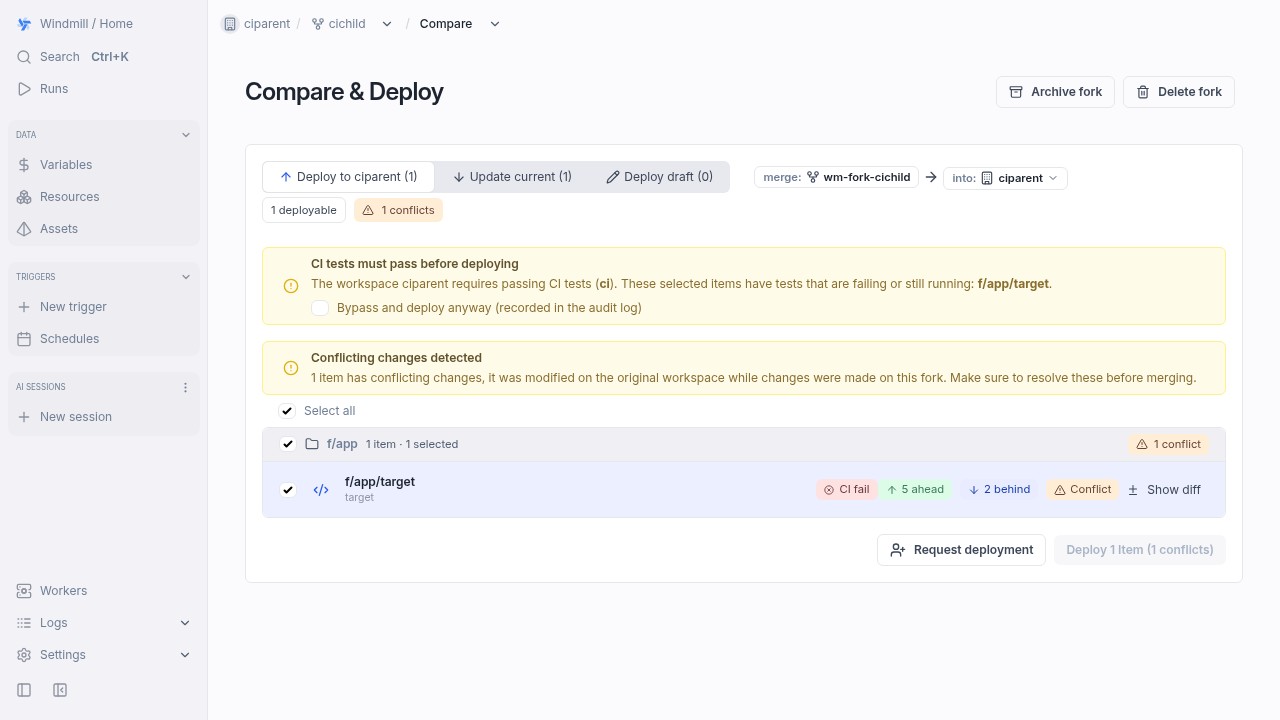 Windmill / Home
Search Ctrl+K
Runs
DATA
Variables
Resources
Assets
TRIGGERS
New trigger
Schedules
AI SESSIONS
New session
Workers
Logs
Settings
ciparent / cichild / Compare
Compare & Deploy
Archive fork
Delete fork
Deploy to ciparent (1)
Update current (1)
Deploy draft (0)
merge: wm-fork-cichild
into: ciparent
1 deployable
1 conflicts
CI tests must pass before deploying
The workspace ciparent requires passing CI tests (ci). These selected items have tests that are failing or still running: f/app/target.
Bypass and deploy anyway (recorded in the audit log)
Conflicting changes detected
1 item has conflicting changes, it was modified on the original workspace while changes were made on this fork. Make sure to resolve these before merging.
Select all
f/app 1 item · 1 selected
1 conflict
f/app/target
target
CI fail
5 ahead
2 behind
Conflict
Show diff
Request deployment
Deploy 1 Item (1 conflicts)